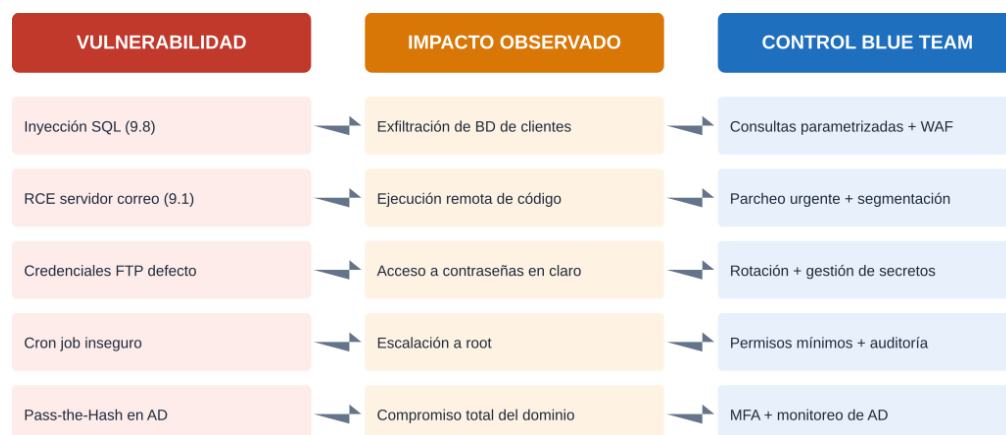 VULNERABILIDAD
IMPACTO OBSERVADO
CONTROL BLUE TEAM
Inyección SQL (9.8)
Exfiltración de BD de clientes
Consultas parametrizadas + WAF
RCE servidor correo (9.1)
Ejecución remota de código
Parcheo urgente + segmentación
Credenciales FTP defecto
Acceso a contraseñas en claro
Rotación + gestión de secretos
Cron job inseguro
Escalación a root
Permisos mínimos + auditoría
Pass-the-Hash en AD
Compromiso total del dominio
MFA + monitoreo de AD